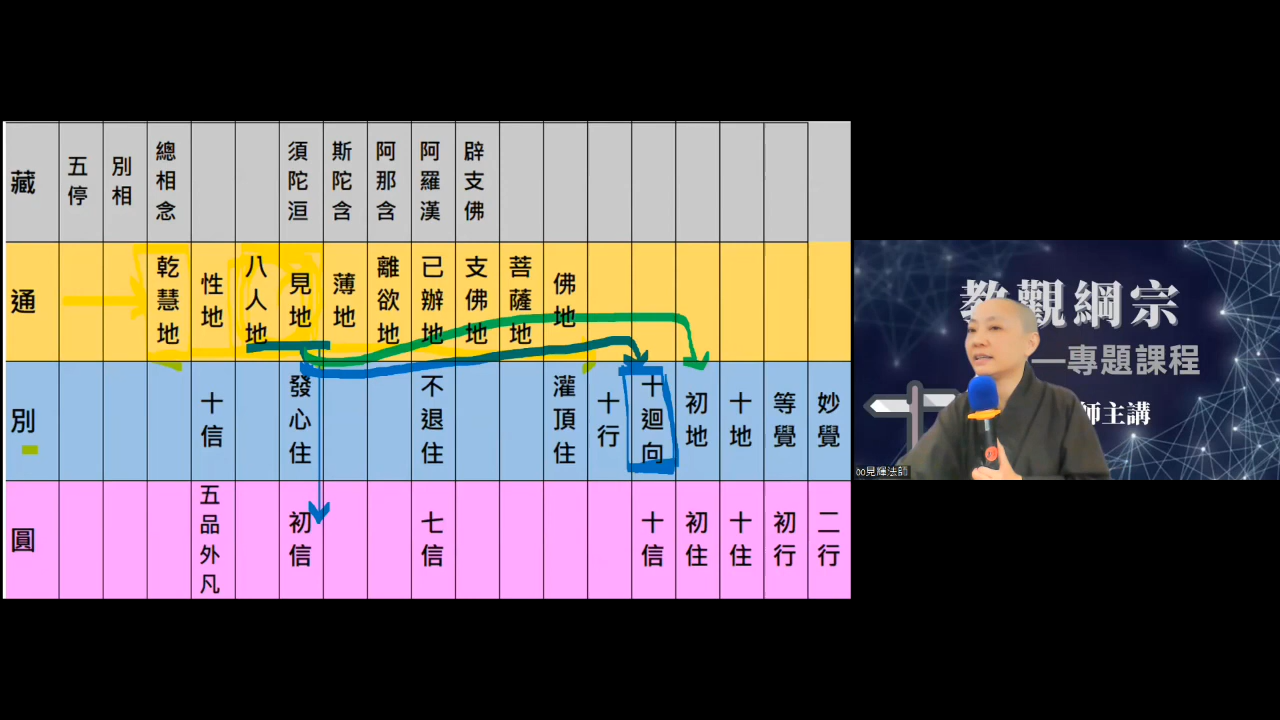 藏 五停 別相 總相念 須陀洹 斯陀含 阿那含 阿羅漢 辟支佛
通 乾慧地 性地 八人地 見地 薄地 離欲地 已辦地 支佛地 菩薩地 佛地
別 十信 發心住 不退住 灌頂住 十行 十迴向 初地 十地 等覺 妙覺
圓 五品外凡 初信 七信 十信 初住 十住 初行 二行
教觀綱宗
—專題課程
師主講
見輝法師